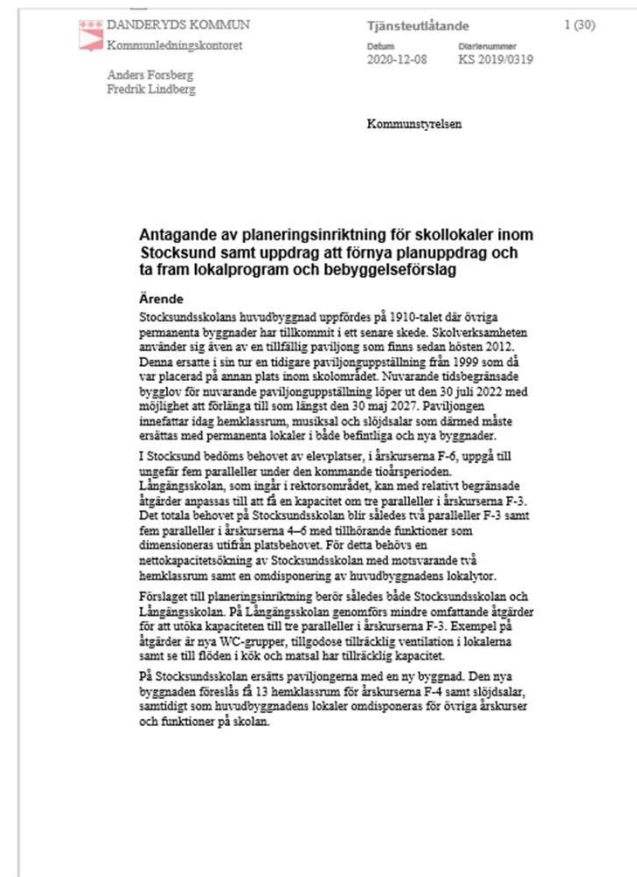 DANDERYDS KOMMUN
Kommunledningskontoret
Tjänsteutlåtande
1 (30)
Datum
Diarienummer
2020-12-08
KS 2019/0319
Anders Forsberg
Fredrik Lindberg
Kommunstyrelsen
Antagande av planeringsinriktning för skollokaler inom
Stocksund samt uppdrag att förnya planuppdrag och
ta fram lokalprogram och bebyggelseförslag
Ärende
Stocksundsskolans huvudbyggnad uppfördes på 1910-talet där övriga
permanenta byggnader har tillkommit i ett senare skede. Skolverksamheten
använder sig även av en tillfällig paviljong som finns sedan hösten 2012.
Denna ersatte i sin tur en tidigare paviljonguppställning från 1999 som då
var placerad på annan plats inom skolområdet. Nuvarande tidsbegränsade
bygglov för nuvarande paviljonguppställning löper ut den 30 juli 2022 med
möjlighet att förlänga till som längst den 30 maj 2027. Paviljongen
innefattar idag hemklassrum, musiksal och slöjdsalar som därmed måste
ersättas med permanenta lokaler i både befintliga och nya byggnader.
I Stocksund bedöms behovet av elevplatser, i årskurserna F-6, uppgå till
ungefär fem paralleller under den kommande tioårsperioden.
Långängsskolan, som ingår i rektorsområdet, kan med relativt begränsade
åtgärder anpassas till att få en kapacitet om tre paralleller i årskurserna F-3.
Det totala behovet på Stocksundsskolan blir således två paralleller F-3 samt
fem paralleller i årskurserna 4–6 med tillhörande funktioner som
dimensioneras utifrån platsbehovet. För detta behövs en
nettokapacitetsökning av Stocksundsskolan med motsvarande två
hemklassrum samt en omdisponering av huvudbyggnadens lokalytor.
Förslaget till planeringsinriktning berör således både Stocksundsskolan och
Långängsskolan. På Långängsskolan genomförs mindre omfattande åtgärder
för att utöka kapaciteten till tre paralleller i årskurserna F-3. Exempel på
åtgärder är nya WC-grupper, tillgodose tillräcklig ventilation i lokalerna
samt se till flöden i kök och matsal har tillräcklig kapacitet.
På Stocksundsskolan ersätts paviljongerna med en ny byggnad. Den nya
byggnaden föreslås få 13 hemklassrum för årskurserna F-4 samt slöjdsalar,
samtidigt som huvudbyggnadens lokaler omdisponeras för övriga årskurser
och funktioner på skolan.